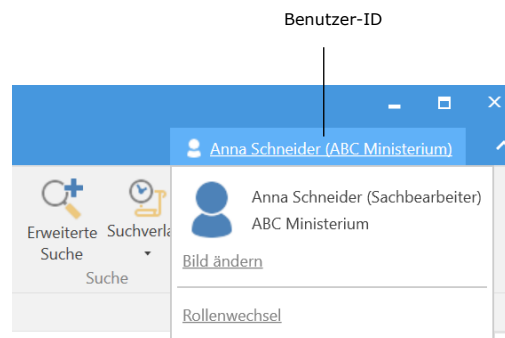 Benutzer-ID
Anna Schneider (ABC Ministerium)
Anna Schneider (Sachbearbeiter)
ABC Ministerium
Erweiterte Suche
Suchverla
Bild ändern
Suche
Rollenwechsel